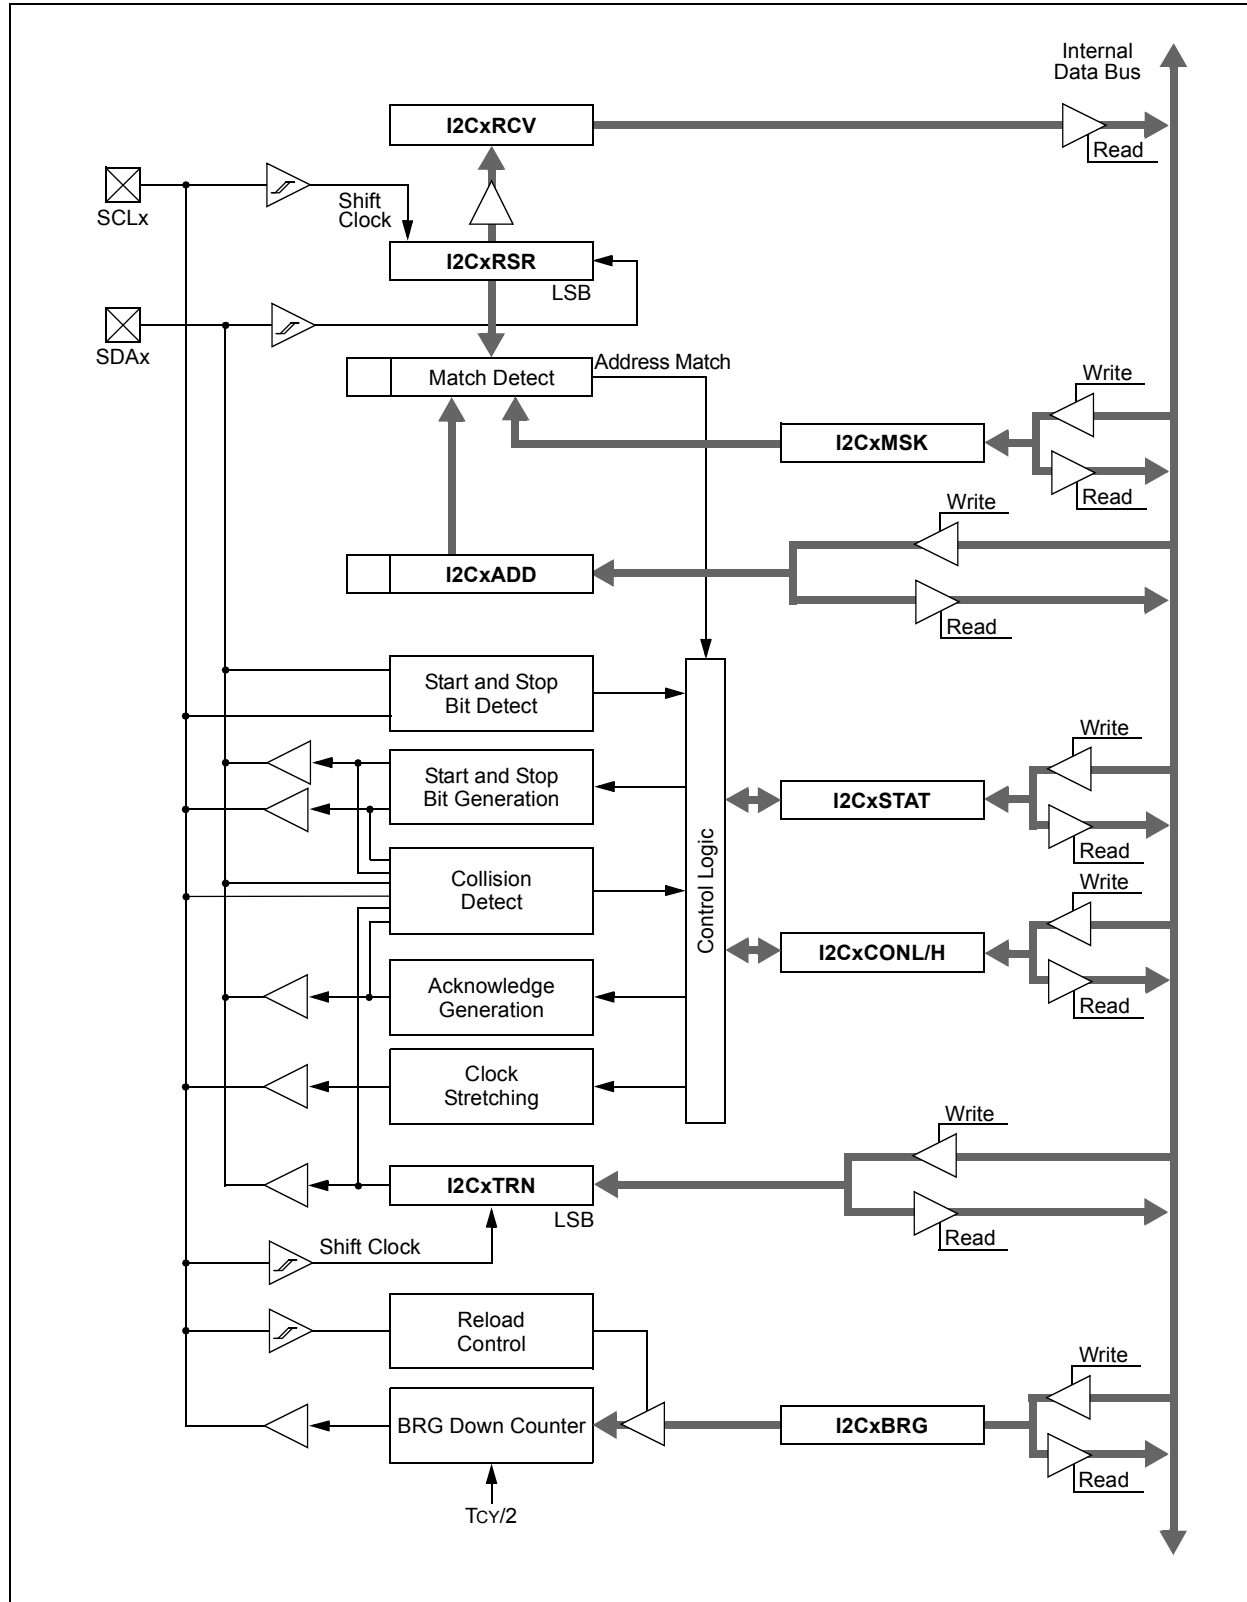 Internal
Data Bus
I2CxRCV
Read
SCLx
Shift
Clock
I2CxRSR
LSB
SDAx
Address Match
Match Detect
Write
I2CxMSK
Read
Write
I2CxADD
Read
Start and Stop
Bit Detect
Write
Start and Stop
Bit Generation
I2CxSTAT
Read
Control Logic
Collision
Detect
Write
I2CxCONL/H
Read
Acknowledge
Generation
Clock
Stretching
Write
I2CxTRN
LSB
Read
Shift Clock
Reload
Control
Write
BRG Down Counter
I2CxBRG
Read
TCY/2